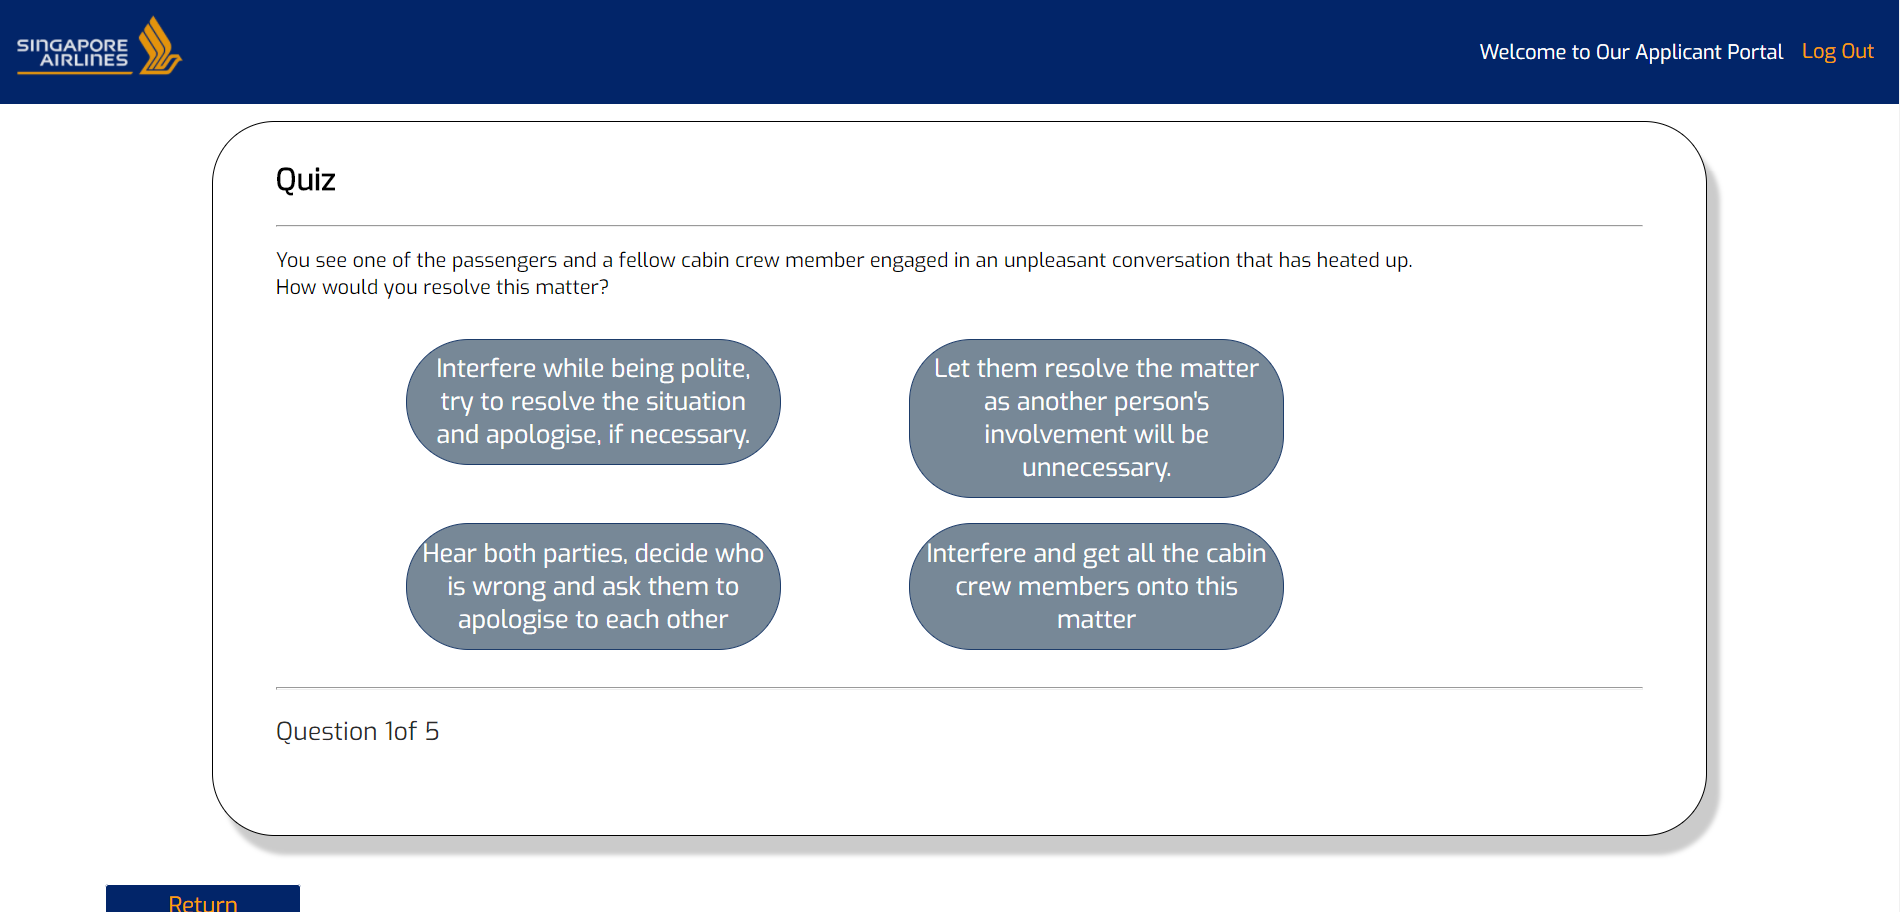 SINGAPORE
AIRLINES
Welcome to Our Applicant Portal Log Out
Quiz
You see one of the passengers and a fellow cabin crew member engaged in an unpleasant conversation that has heated up.
How would you resolve this matter?
Interfere while being polite,
try to resolve the situation
and apologise, if necessary.
Let them resolve the matter
as another person's
involvement will be
unnecessary.
Hear both parties, decide who
is wrong and ask them to
apologise to each other
Interfere and get all the cabin
crew members onto this
matter
Question 1of 5
Return